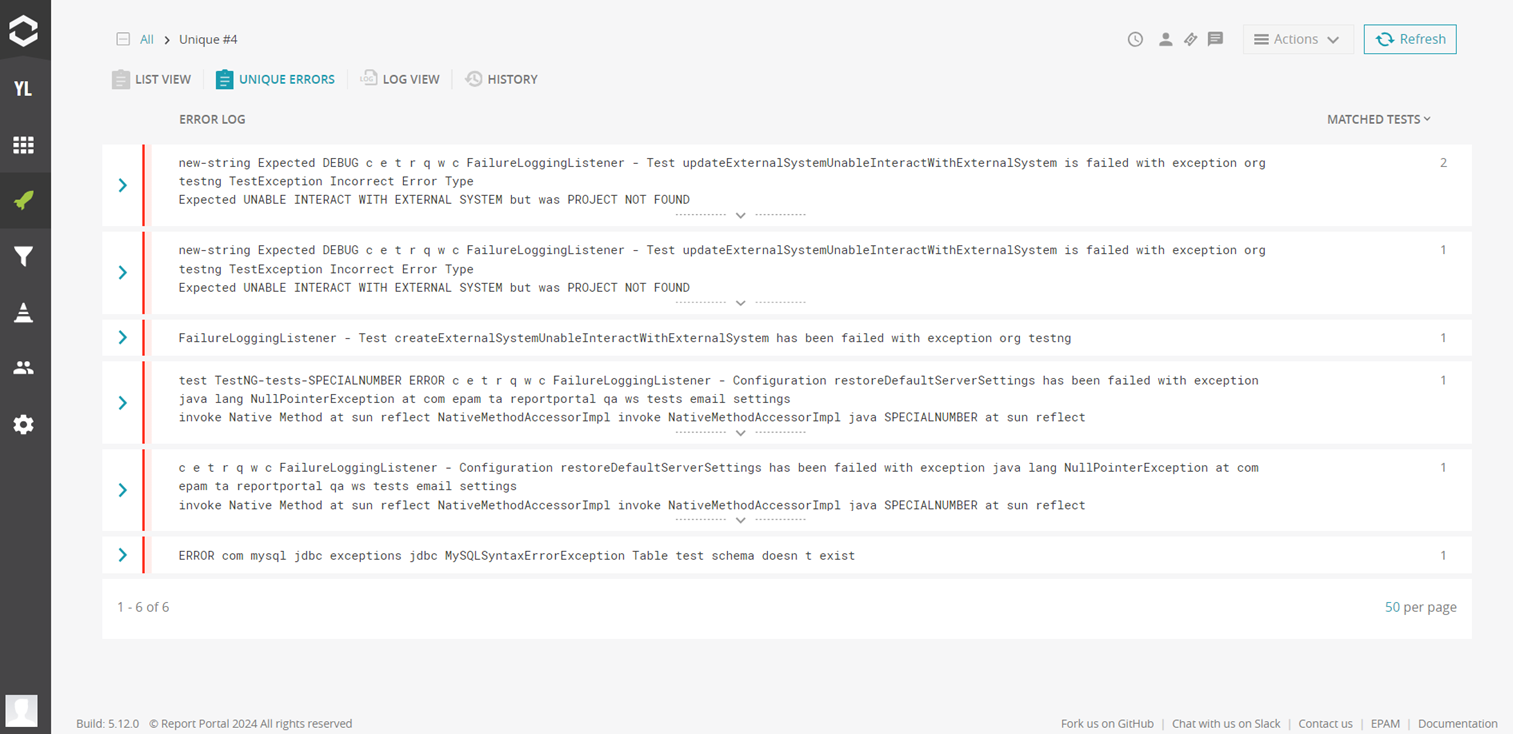 YL
All
Unique #4
Actions
Refresh
LIST VIEW
UNIQUE ERRORS
LOG
LOG VIEW
HISTORY
ERROR LOG
MATCHED TESTS
new-string Expected DEBUG c e t r q w c FailureLoggingListener - Test updateExternalSystemUnableInteractWithExternalSystem is failed with exception org
testng TestException Incorrect Error Type
Expected UNABLE INTERACT WITH EXTERNAL SYSTEM but was PROJECT NOT FOUND
2
new-string Expected DEBUG c e t r q w c FailureLoggingListener - Test updateExternalSystemUnableInteractWithExternalSystem is failed with exception org
testng TestException Incorrect Error Type
Expected UNABLE INTERACT WITH EXTERNAL SYSTEM but was PROJECT NOT FOUND
1
FailureLoggingListener - Test createExternalSystemUnableInteractWithExternalSystem has been failed with exception org testng
1
test TestNG-tests-SPECIALNUMBER ERROR c e t r q w c FailureLoggingListener - Configuration restoreDefaultServerSettings has been failed with exception
java lang NullPointerException at com epam ta reportportal qa ws tests email settings
invoke Native Method at sun reflect NativeMethodAccessorImpl invoke NativeMethodAccessorImpl java SPECIALNUMBER at sun reflect
1
c e t r q w c FailureLoggingListener - Configuration restoreDefaultServerSettings has been failed with exception java lang NullPointerException at com
epam ta reportportal qa ws tests email settings
invoke Native Method at sun reflect NativeMethodAccessorImpl invoke NativeMethodAccessorImpl java SPECIALNUMBER at sun reflect
1
ERROR com mysql jdbc exceptions jdbc MySQLSyntaxErrorException Table test schema doesn t exist
1
1 - 6 of 6
50 per page
Build: 5.12.0 © Report Portal 2024 All rights reserved
Fork us on GitHub | Chat with us on Slack | Contact us | EPAM | Documentation